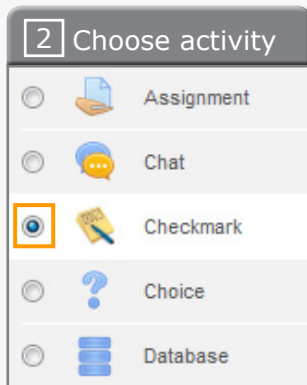 2 Choose activity
Assignment
Chat
Checkmark
Choice
Database